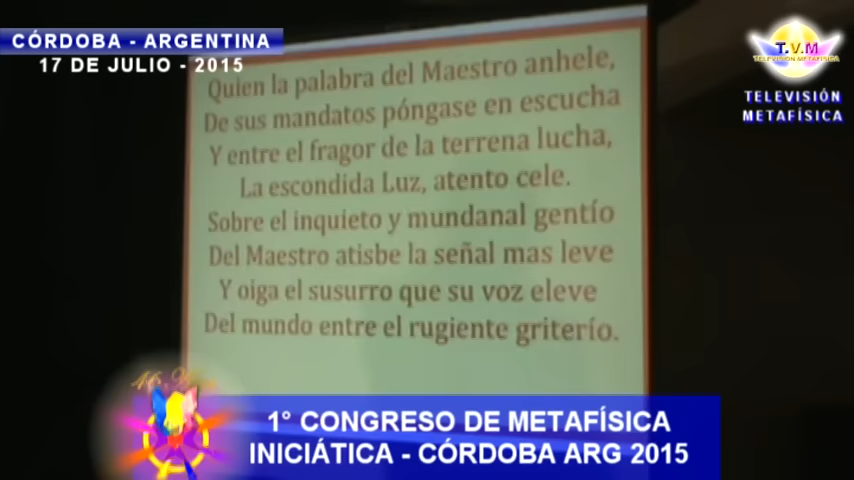 CÓRDOBA - ARGENTINA
17 DE JULIO - 2015
T.V.M
TELEVISIÓN METAFÍSICA
TELEVISIÓN
METAFÍSICA
Quien la palabra del Maestro anhele,
De sus mandatos póngase en escucha
Y entre el fragor de la terrena lucha,
La escondida Luz, atento cele.
Sobre el inquieto y mundanal gentío
Del Maestro atisbe la señal mas leve
Y oiga el susurro que su voz eleve
Del mundo entre el rugiente griterío.
1° CONGRESO DE METAFÍSICA
INICIÁTICA - CÓRDOBA ARG 2015